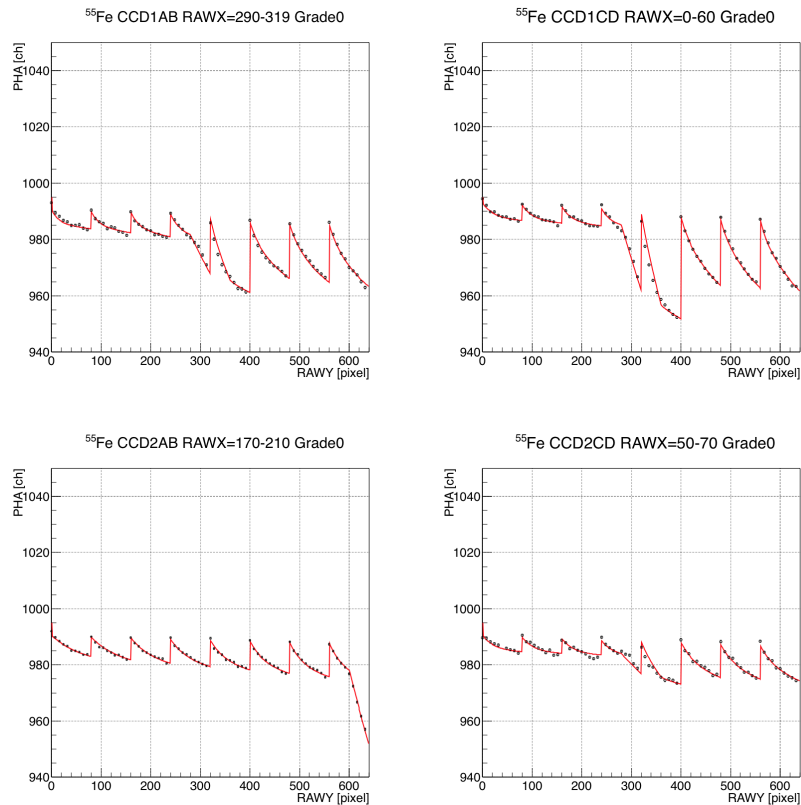 ⁵⁵Fe CCD1AB RAWX=290-319 Grade0
PHA [ch]
1040
1020
1000
980
960
940
0 100 200 300 400 500 600
RAWY [pixel]
⁵⁵Fe CCD1CD RAWX=0-60 Grade0
PHA [ch]
1040
1020
1000
980
960
940
0 100 200 300 400 500 600
RAWY [pixel]
⁵⁵Fe CCD2AB RAWX=170-210 Grade0
PHA [ch]
1040
1020
1000
980
960
940
0 100 200 300 400 500 600
RAWY [pixel]
⁵⁵Fe CCD2CD RAWX=50-70 Grade0
PHA [ch]
1040
1020
1000
980
960
940
0 100 200 300 400 500 600
RAWY [pixel]